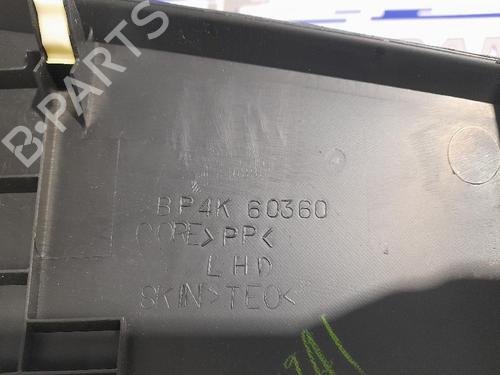 BP4K 60360
CORE>PP<
LHD
SKIN>TEO<
B-PARTS